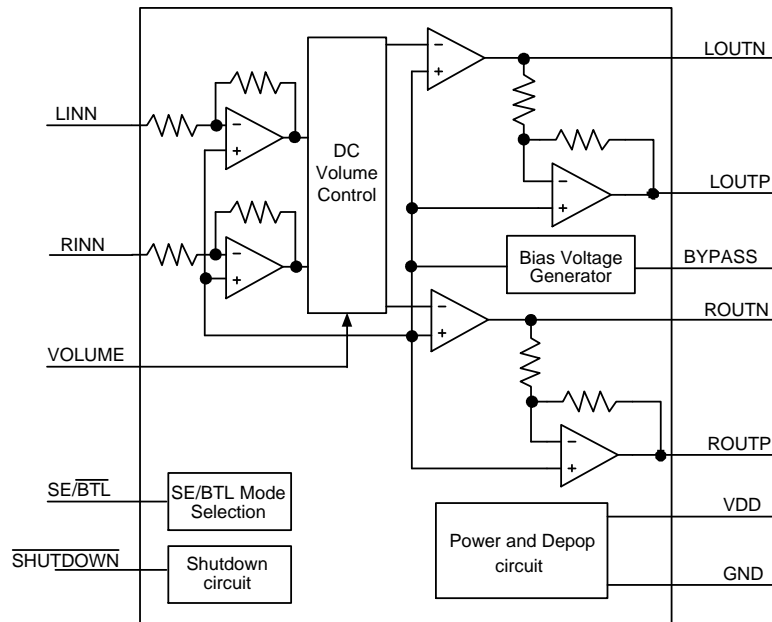 LOUTN
LINN
DC
Volume
Control
LOUTP
RINN
Bias Voltage
Generator
BYPASS
ROUTN
VOLUME
ROUTP
SE/BTL
SE/BTL Mode
Selection
VDD
Power and Depop
circuit
SHUTDOWN
Shutdown
circuit
GND